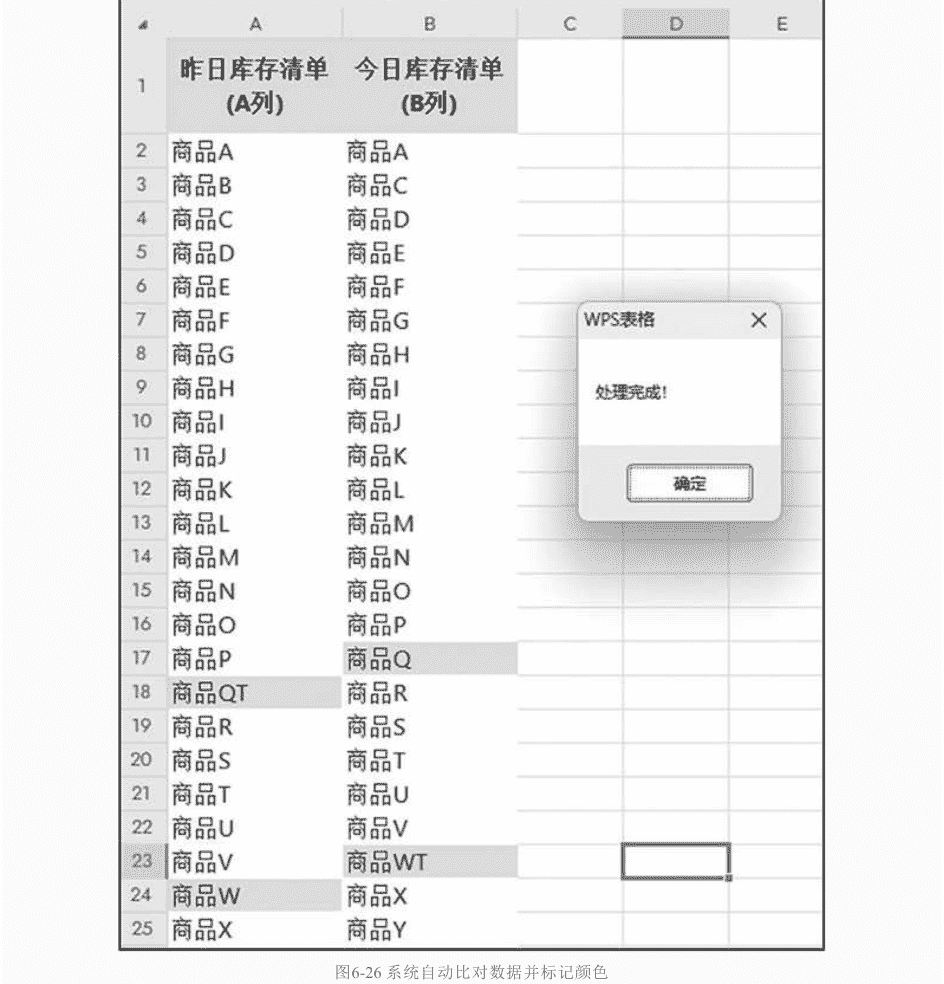 A B C D E
1 昨日库存清单 今日库存清单
(A列) (B列)
2 商品A 商品A
3 商品B 商品C
4 商品C 商品D
5 商品D 商品E
6 商品E 商品F
7 商品F 商品G
8 商品G 商品H
9 商品H 商品I
10 商品I 商品J
11 商品J 商品K
12 商品K 商品L
13 商品L 商品M
14 商品M 商品N
15 商品N 商品O
16 商品O 商品P
17 商品P 商品Q
18 商品QT 商品R
19 商品R 商品S
20 商品S 商品T
21 商品T 商品U
22 商品U 商品V
23 商品V 商品WT
24 商品W 商品X
25 商品X 商品Y
WPS表格
处理完成!
确定
图6-26 系统自动比对数据并标记颜色